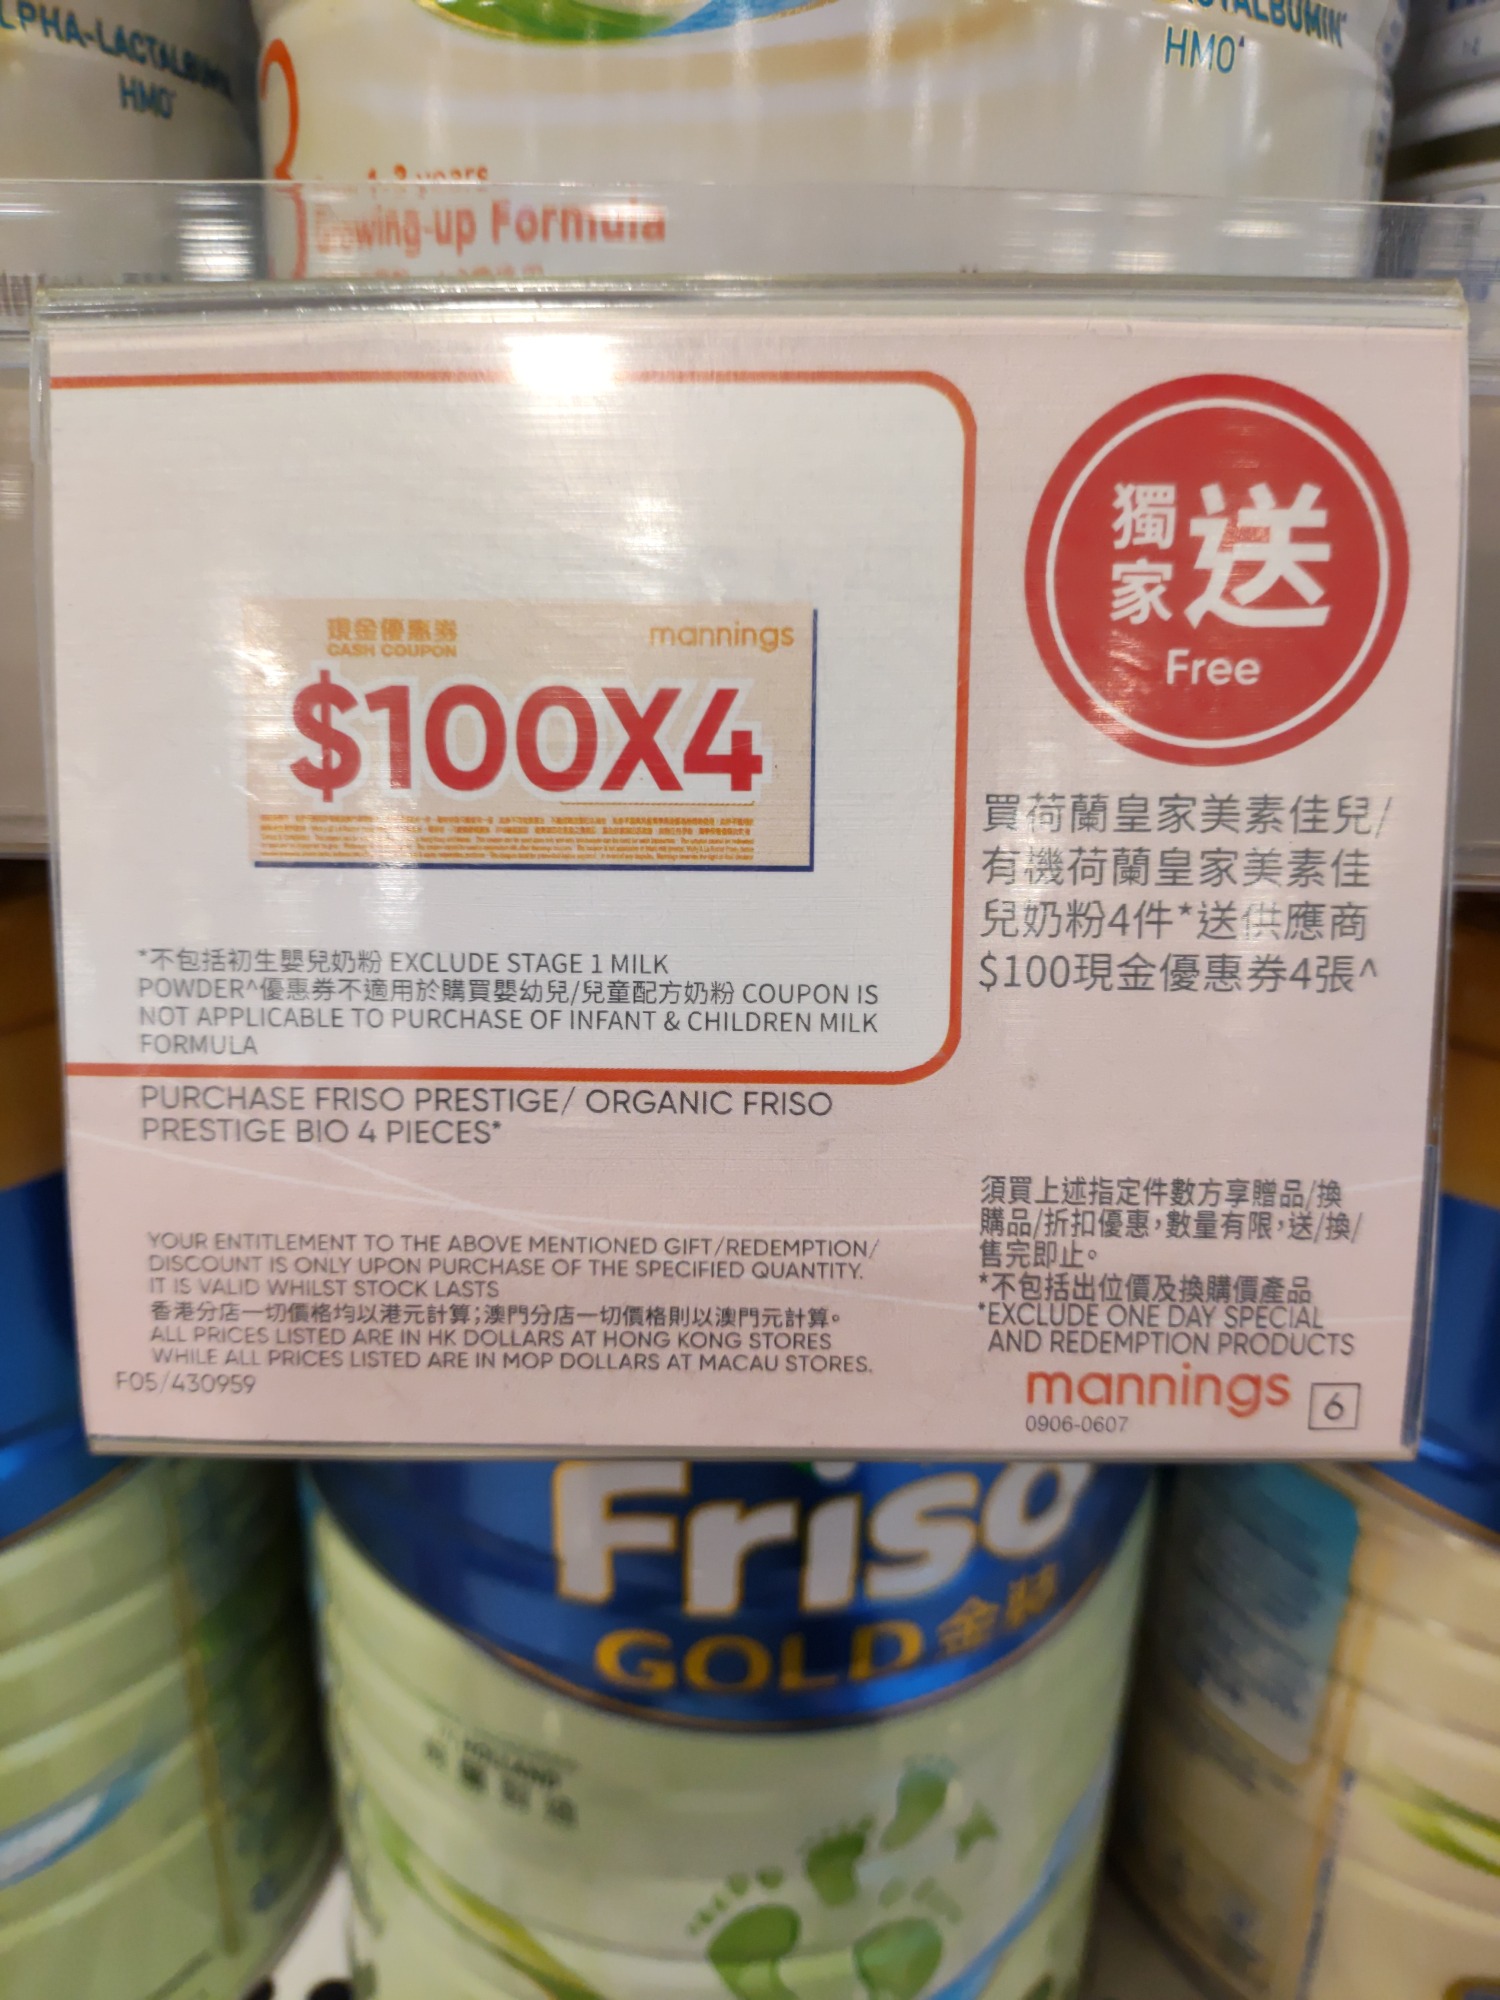 HMO
HMO
3
1-3 years
Growing-up Formula
現金優惠券
CASH COUPON
mannings
$100X4
獨家送
Free
買荷蘭皇家美素佳兒/
有機荷蘭皇家美素佳
兒奶粉4件*送供應商
$100現金優惠券4張^
*不包括初生嬰兒奶粉 EXCLUDE STAGE 1 MILK
POWDER^優惠券不適用於購買嬰幼兒/兒童配方奶粉 COUPON IS
NOT APPLICABLE TO PURCHASE OF INFANT & CHILDREN MILK
FORMULA
PURCHASE FRISO PRESTIGE/ ORGANIC FRISO
PRESTIGE BIO 4 PIECES*
YOUR ENTITLEMENT TO THE ABOVE MENTIONED GIFT/REDEMPTION/
DISCOUNT IS ONLY UPON PURCHASE OF THE SPECIFIED QUANTITY.
IT IS VALID WHILST STOCK LASTS
香港分店一切價格均以港元計算;澳門分店一切價格則以澳門元計算。
ALL PRICES LISTED ARE IN HK DOLLARS AT HONG KONG STORES
WHILE ALL PRICES LISTED ARE IN MOP DOLLARS AT MACAU STORES.
F05/430959
須買上述指定件數方享贈品/換
購品/折扣優惠,數量有限,送/換/
售完即止。
*不包括出位價及換購價產品
*EXCLUDE ONE DAY SPECIAL
AND REDEMPTION PRODUCTS
mannings 6
0906-0607
Friso
GOLD 金裝
HOLLAND